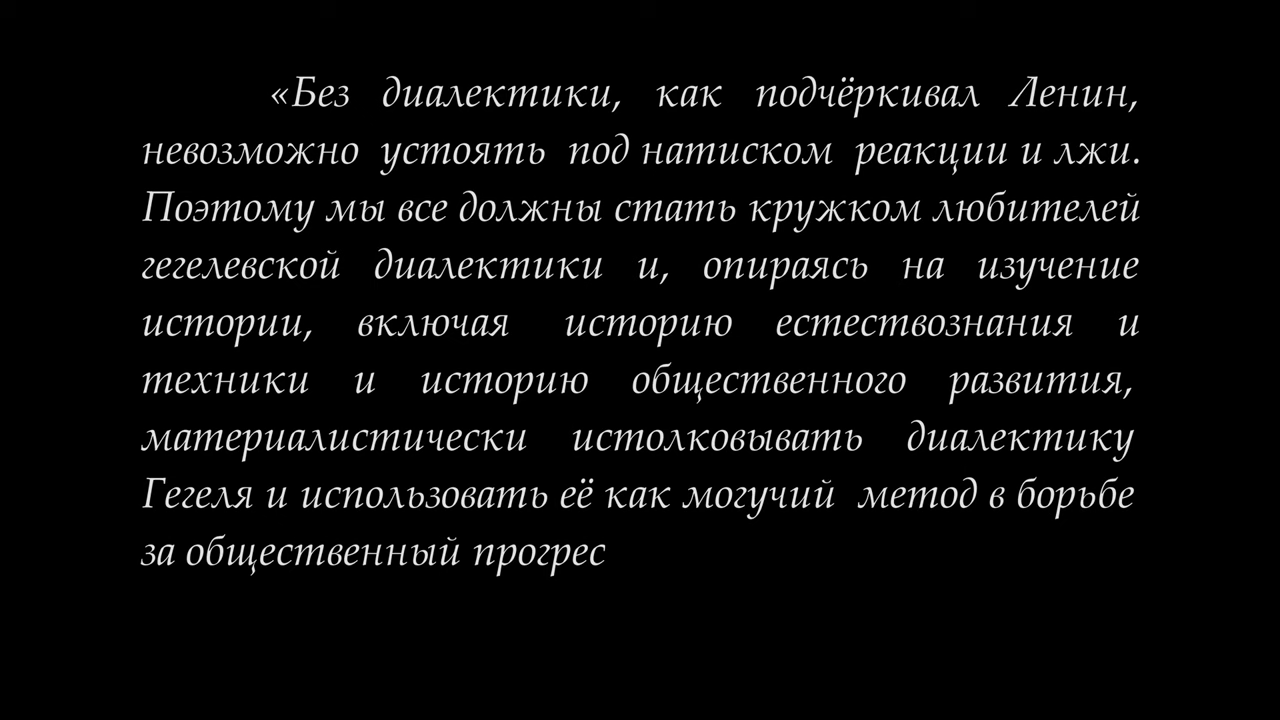 «Без диалектики, как подчёркивал Ленин,
невозможно устоять под натиском реакции и лжи.
Поэтому мы все должны стать кружком любителей
гегелевской диалектики и, опираясь на изучение
истории, включая историю естествознания и
техники и историю общественного развития,
материалистически истолковывать диалектику
Гегеля и использовать её как могучий метод в борьбе
за общественный прогрес